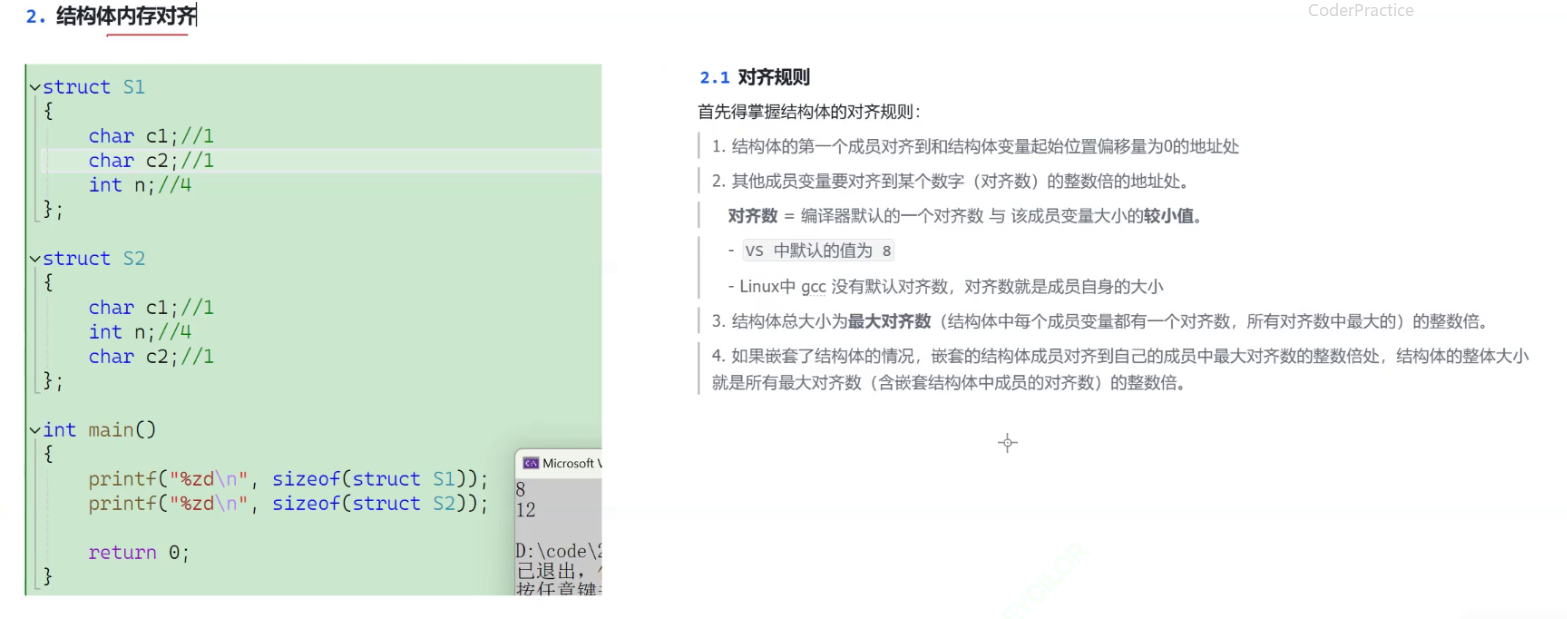 CoderPractice
2. 结构体内存对齐
struct S1
{
char c1;//1
char c2;//1
int n;//4
};
struct S2
{
char c1;//1
int n;//4
char c2;//1
};
int main()
{
printf("%zd\n", sizeof(struct S1));
printf("%zd\n", sizeof(struct S2));
return 0;
}
Microsoft
8
12
D:\code\2
已退出，
按任意键
2.1 对齐规则
首先得掌握结构体的对齐规则：
1. 结构体的第一个成员对齐到和结构体变量起始位置偏移量为0的地址处
2. 其他成员变量要对齐到某个数字（对齐数）的整数倍的地址处。
对齐数 = 编译器默认的一个对齐数 与 该成员变量大小的较小值。
- VS 中默认的值为 8
- Linux中 gcc 没有默认对齐数，对齐数就是成员自身的大小
3. 结构体总大小为最大对齐数（结构体中每个成员变量都有一个对齐数，所有对齐数中最大的）的整数倍。
4. 如果嵌套了结构体的情况，嵌套的结构体成员对齐到自己的成员中最大对齐数的整数倍处，结构体的整体大小
就是所有最大对齐数（含嵌套结构体中成员的对齐数）的整数倍。